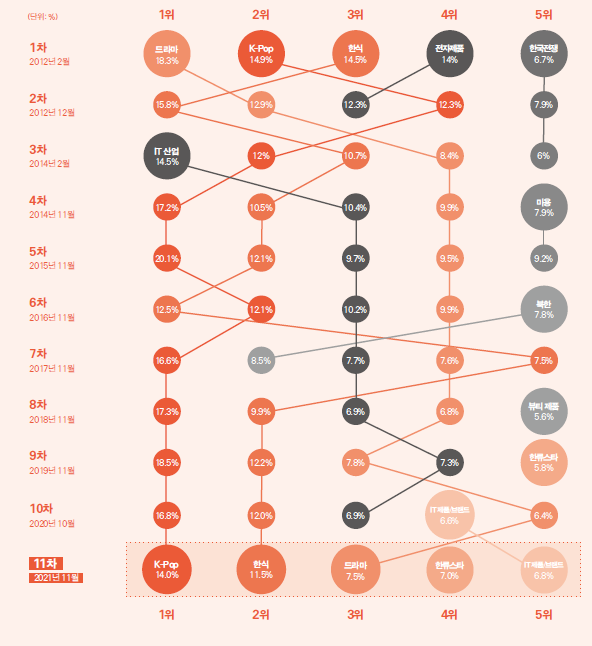 (단위: %)
1위 2위 3위 4위 5위
1차 드라마 K-Pop 한식 전자제품 한국전쟁
2012년 2월 18.3% 14.9% 14.5% 14% 6.7%
2차
2012년 12월 15.8% 12.9% 12.3% 12.3% 7.9%
3차 IT 산업
2014년 2월 14.5% 12% 10.7% 8.4% 6%
4차 미용
2014년 11월 17.2% 10.5% 10.4% 9.9% 7.9%
5차
2015년 11월 20.1% 12.1% 9.7% 9.5% 9.2%
6차 북한
2016년 11월 12.5% 12.1% 10.2% 9.9% 7.8%
7차
2017년 11월 16.6% 8.5% 7.7% 7.6% 7.5%
8차 뷰티 제품
2018년 11월 17.3% 9.9% 6.9% 6.8% 5.6%
9차 한류스타
2019년 11월 18.5% 12.2% 7.8% 7.3% 5.8%
10차 IT 제품/브랜드
2020년 10월 16.8% 12.0% 6.9% 6.6% 6.4%
11차 K-Pop 한식 드라마 한류스타 IT 제품/브랜드
2021년 11월 14.0% 11.5% 7.5% 7.0% 6.8%
1위 2위 3위 4위 5위